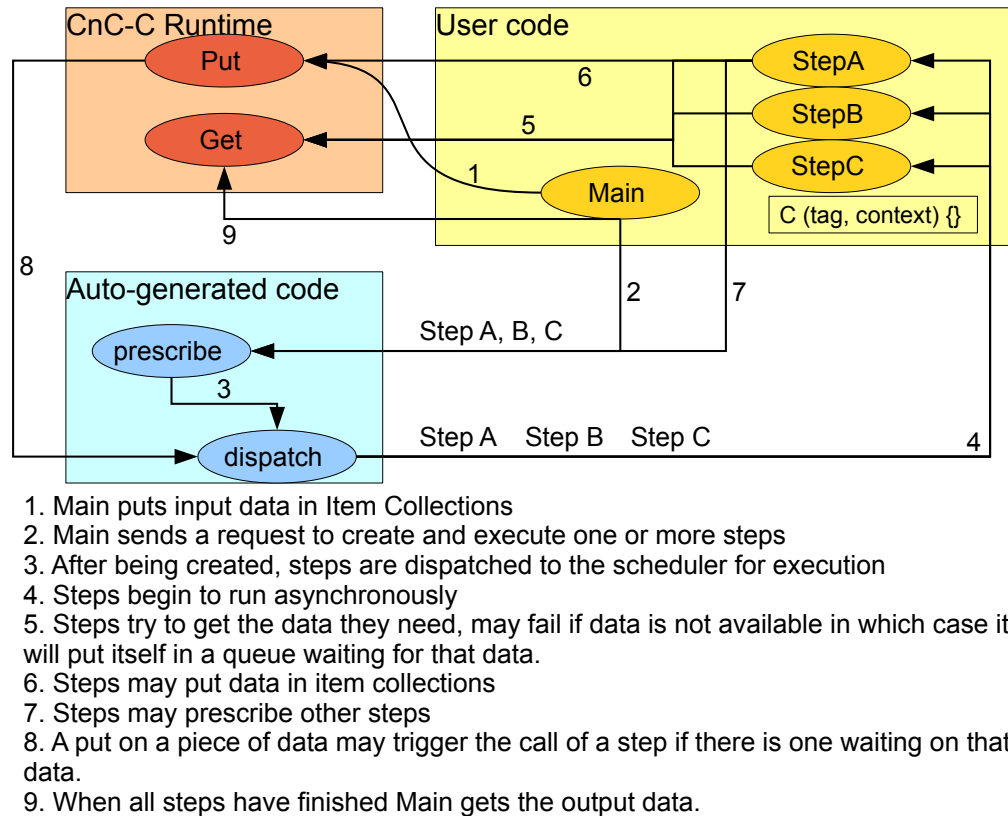 CnC-C Runtime
User code
Put
StepA
6
StepB
Get
5
StepC
1
Main
C (tag, context) {}
9
8
Auto-generated code
2
7
Step A, B, C
prescribe
3
Step A Step B Step C
4
dispatch
1. Main puts input data in Item Collections
2. Main sends a request to create and execute one or more steps
3. After being created, steps are dispatched to the scheduler for execution
4. Steps begin to run asynchronously
5. Steps try to get the data they need, may fail if data is not available in which case it
will put itself in a queue waiting for that data.
6. Steps may put data in item collections
7. Steps may prescribe other steps
8. A put on a piece of data may trigger the call of a step if there is one waiting on that
data.
9. When all steps have finished Main gets the output data.